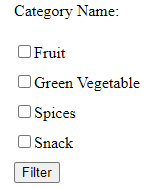 Category Name:
Fruit
Green Vegetable
Spices
Snack
Filter